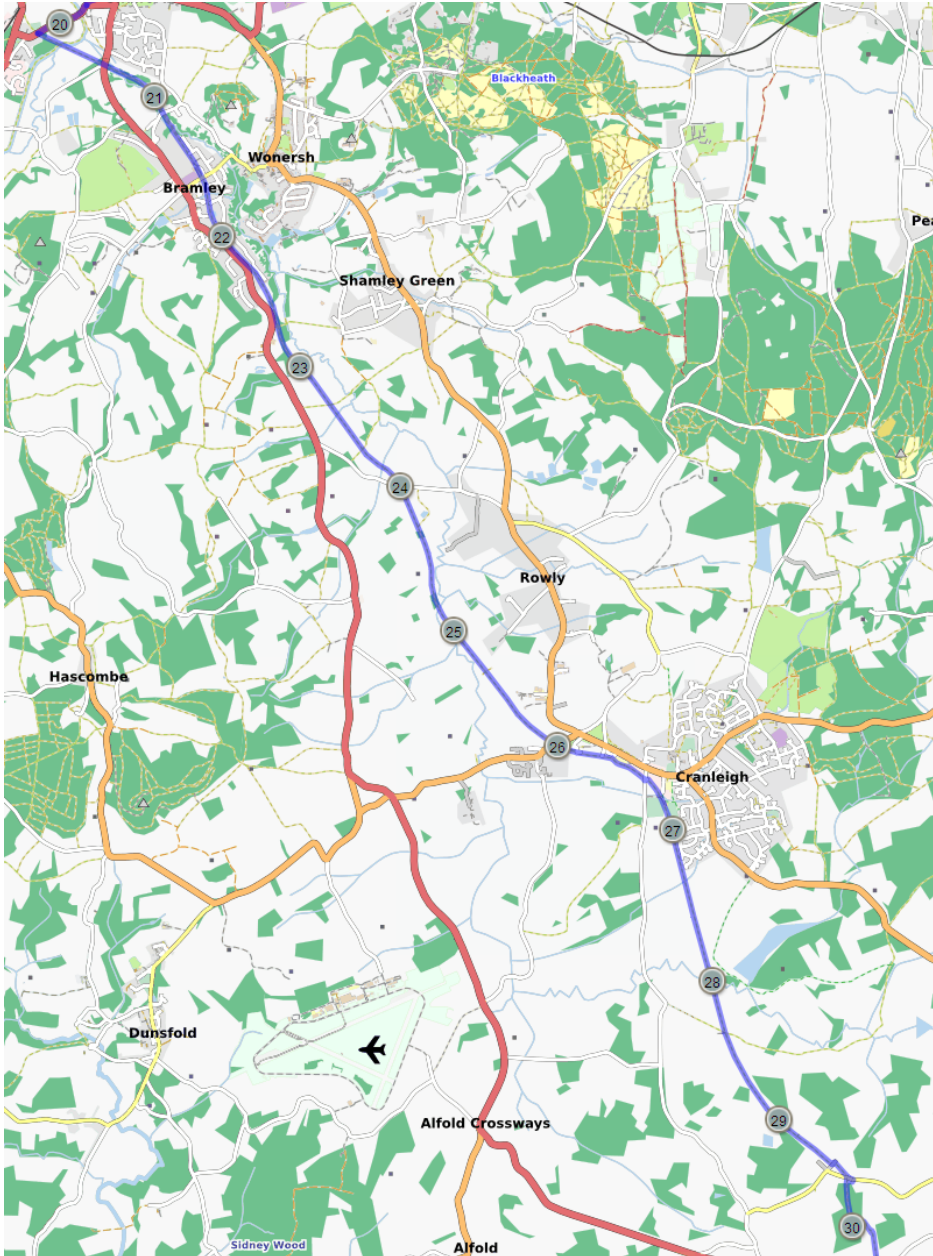 20
Blackheath
21
Wonersh
Bramley
Pea
22
Shamley Green
23
24
Rowly
25
Hascombe
26
Cranleigh
27
28
Dunsfold
29
Alfold Crossways
30
Sidney Wood
Alfold